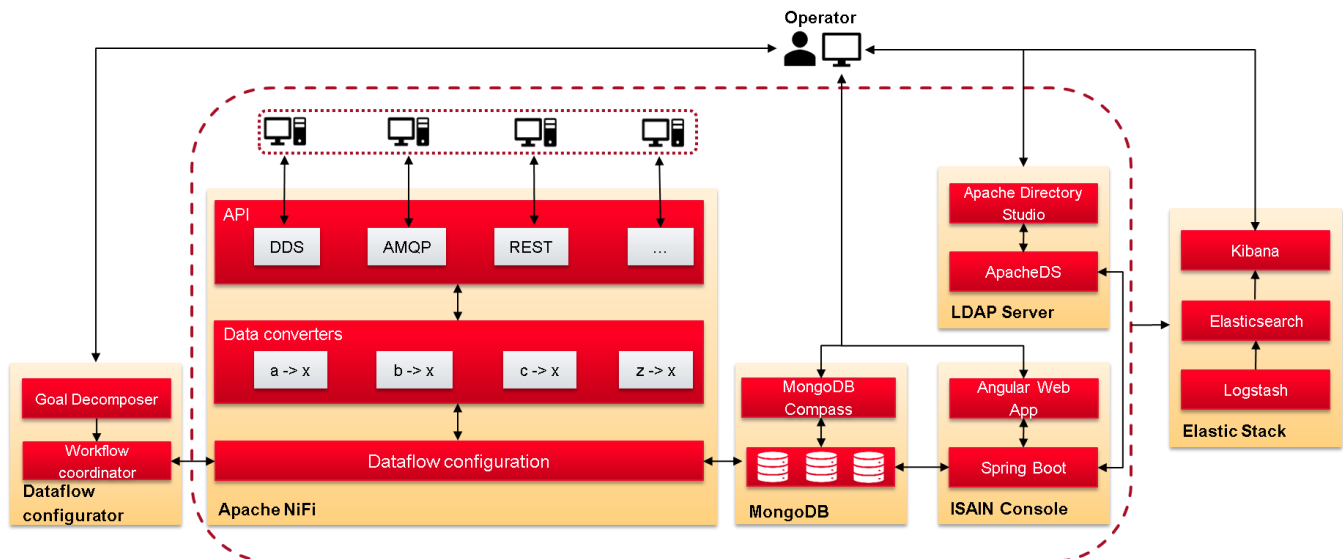 Operator
API
DDS
AMQP
REST
...
Data converters
a -> x
b -> x
c -> x
z -> x
Dataflow configuration
Apache NiFi
Goal Decomposer
Workflow
coordinator
Dataflow
configurator
MongoDB
Compass
MongoDB
Angular Web
App
Spring Boot
ISAIN Console
Apache Directory
Studio
ApacheDS
LDAP Server
Kibana
Elasticsearch
Logstash
Elastic Stack